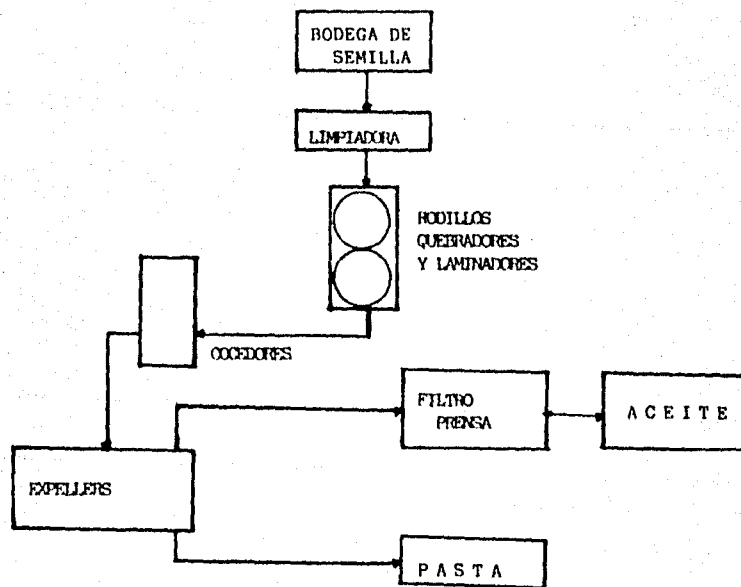 BODEGA DE
SEMILLA
LIMPIADORA
RODILLOS
QUEBRADORES
Y LAMINADORES
COCEDORES
FILTRO
PRENSA
ACEITE
EXPELLERS
PASTA